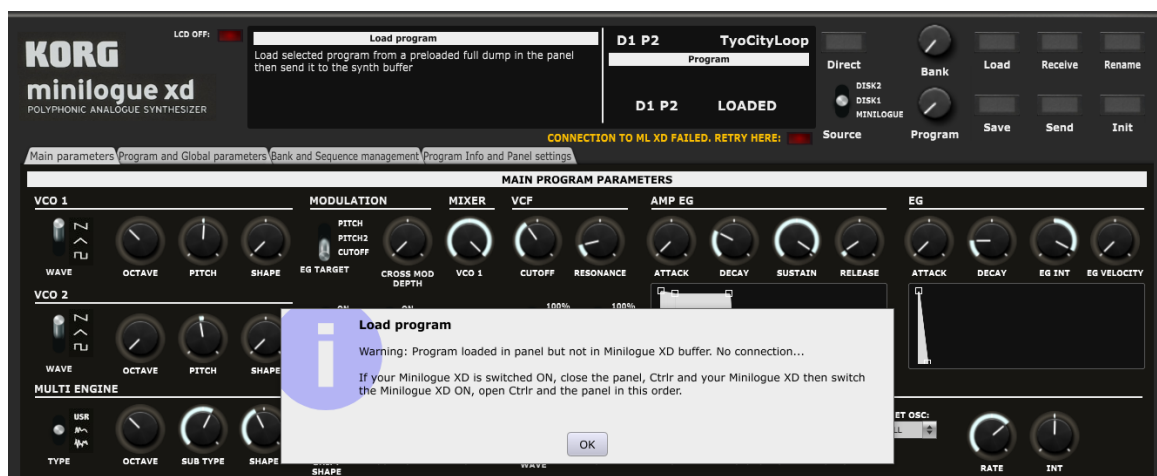 KORG
minilogue xd
POLYPHONIC ANALOGUE SYNTHESIZER
LCD OFF:
Load program
Load selected program from a preloaded full dump in the panel
then send it to the synth buffer
D1 P2 TyoCityLoop
Program
D1 P2 LOADED
Direct
DISK2
DISK1
MINILOGUE
Source
Bank
Program
Load
Receive
Rename
Save
Send
Init
CONNECTION TO ML XD FAILED. RETRY HERE:
Main parameters
Program and Global parameters
Bank and Sequence management
Program Info and Panel settings
MAIN PROGRAM PARAMETERS
VCO 1
WAVE
OCTAVE
PITCH
SHAPE
MODULATION
PITCH
PITCH2
CUTOFF
EG TARGET
CROSS MOD
DEPTH
MIXER
VCO 1
VCF
CUTOFF
RESONANCE
AMP EG
ATTACK
DECAY
SUSTAIN
RELEASE
EG
ATTACK
DECAY
EG INT
EG VELOCITY
VCO 2
WAVE
OCTAVE
PITCH
SHAPE
ON
ON
100%
100%
Load program
Warning: Program loaded in panel but not in Minilogue XD buffer. No connection...
If your Minilogue XD is switched ON, close the panel, Ctrlr and your Minilogue XD then switch
the Minilogue XD ON, open Ctrlr and the panel in this order.
OK
MULTI ENGINE
USR
TYPE
OCTAVE
SUB TYPE
SHAPE
SHAPE
WAVE
ET OSC:
RATE
INT